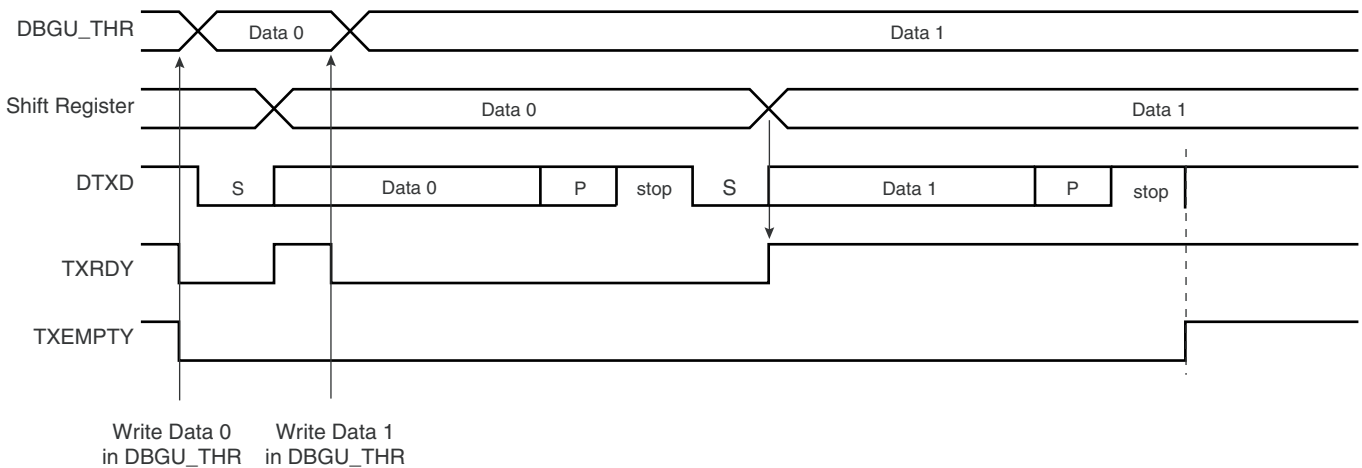 DBGU_THR Data 0 Data 1
Shift Register Data 0 Data 1
DTXD S Data 0 P stop S Data 1 P stop
TXRDY
TXEMPTY
Write Data 0 Write Data 1
in DBGU_THR in DBGU_THR